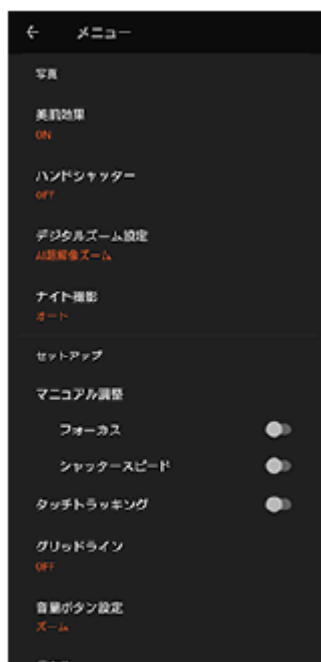 メニュー
写真
美肌効果
ON
ハンドシャッター
OFF
デジタルズーム設定
AI超解像ズーム
ナイト撮影
オート
セットアップ
マニュアル調整
フォーカス
シャッタースピード
タッチトラッキング
グリッドライン
OFF
音量ボタン設定
ズーム